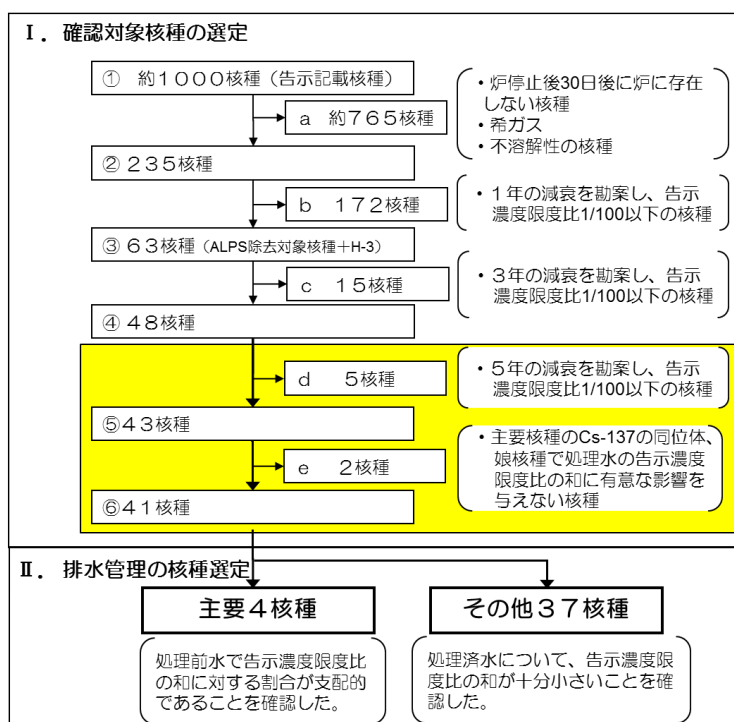 Ⅰ．確認対象核種の選定
① 約１０００核種（告示記載核種）
・炉停止後30日後に炉に存在
しない核種
・希ガス
・不溶解性の核種
a 約７６５核種
② ２３５核種
b １７２核種
・１年の減衰を勘案し、告示
濃度限度比1/100以下の核種
③ ６３核種（ALPS除去対象核種＋H-3）
c １５核種
・３年の減衰を勘案し、告示
濃度限度比1/100以下の核種
④ ４８核種
d ５核種
・５年の減衰を勘案し、告示
濃度限度比1/100以下の核種
⑤４３核種
e ２核種
・主要核種のCs-137の同位体、
娘核種で処理水の告示濃度
限度比の和に有意な影響を
与えない核種
⑥４１核種
Ⅱ．排水管理の核種選定
主要４核種
その他３７核種
処理前水で告示濃度限度比
の和に対する割合が支配的
であることを確認した。
処理済水について、告示濃度限
度比の和が十分小さいことを確
認した。